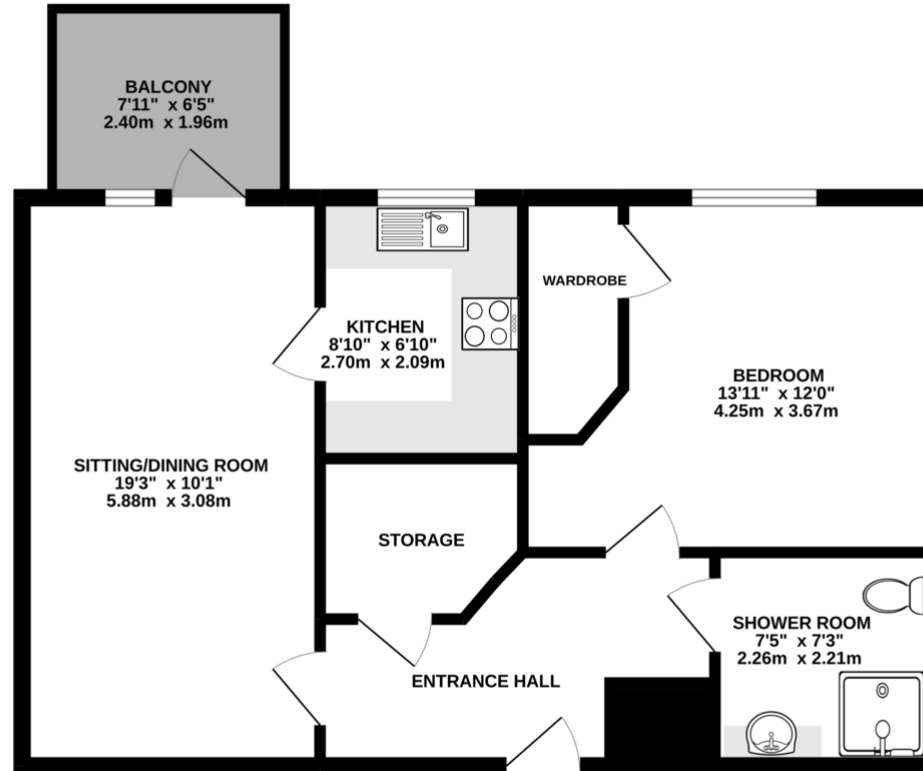 BALCONY
7'11" x 6'5"
2.40m x 1.96m
WARDROBE
KITCHEN
8'10" x 6'10"
2.70m x 2.09m
BEDROOM
13'11" x 12'0"
4.25m x 3.67m
SITTING/DINING ROOM
19'3" x 10'1"
5.88m x 3.08m
STORAGE
SHOWER ROOM
7'5" x 7'3"
2.26m x 2.21m
ENTRANCE HALL